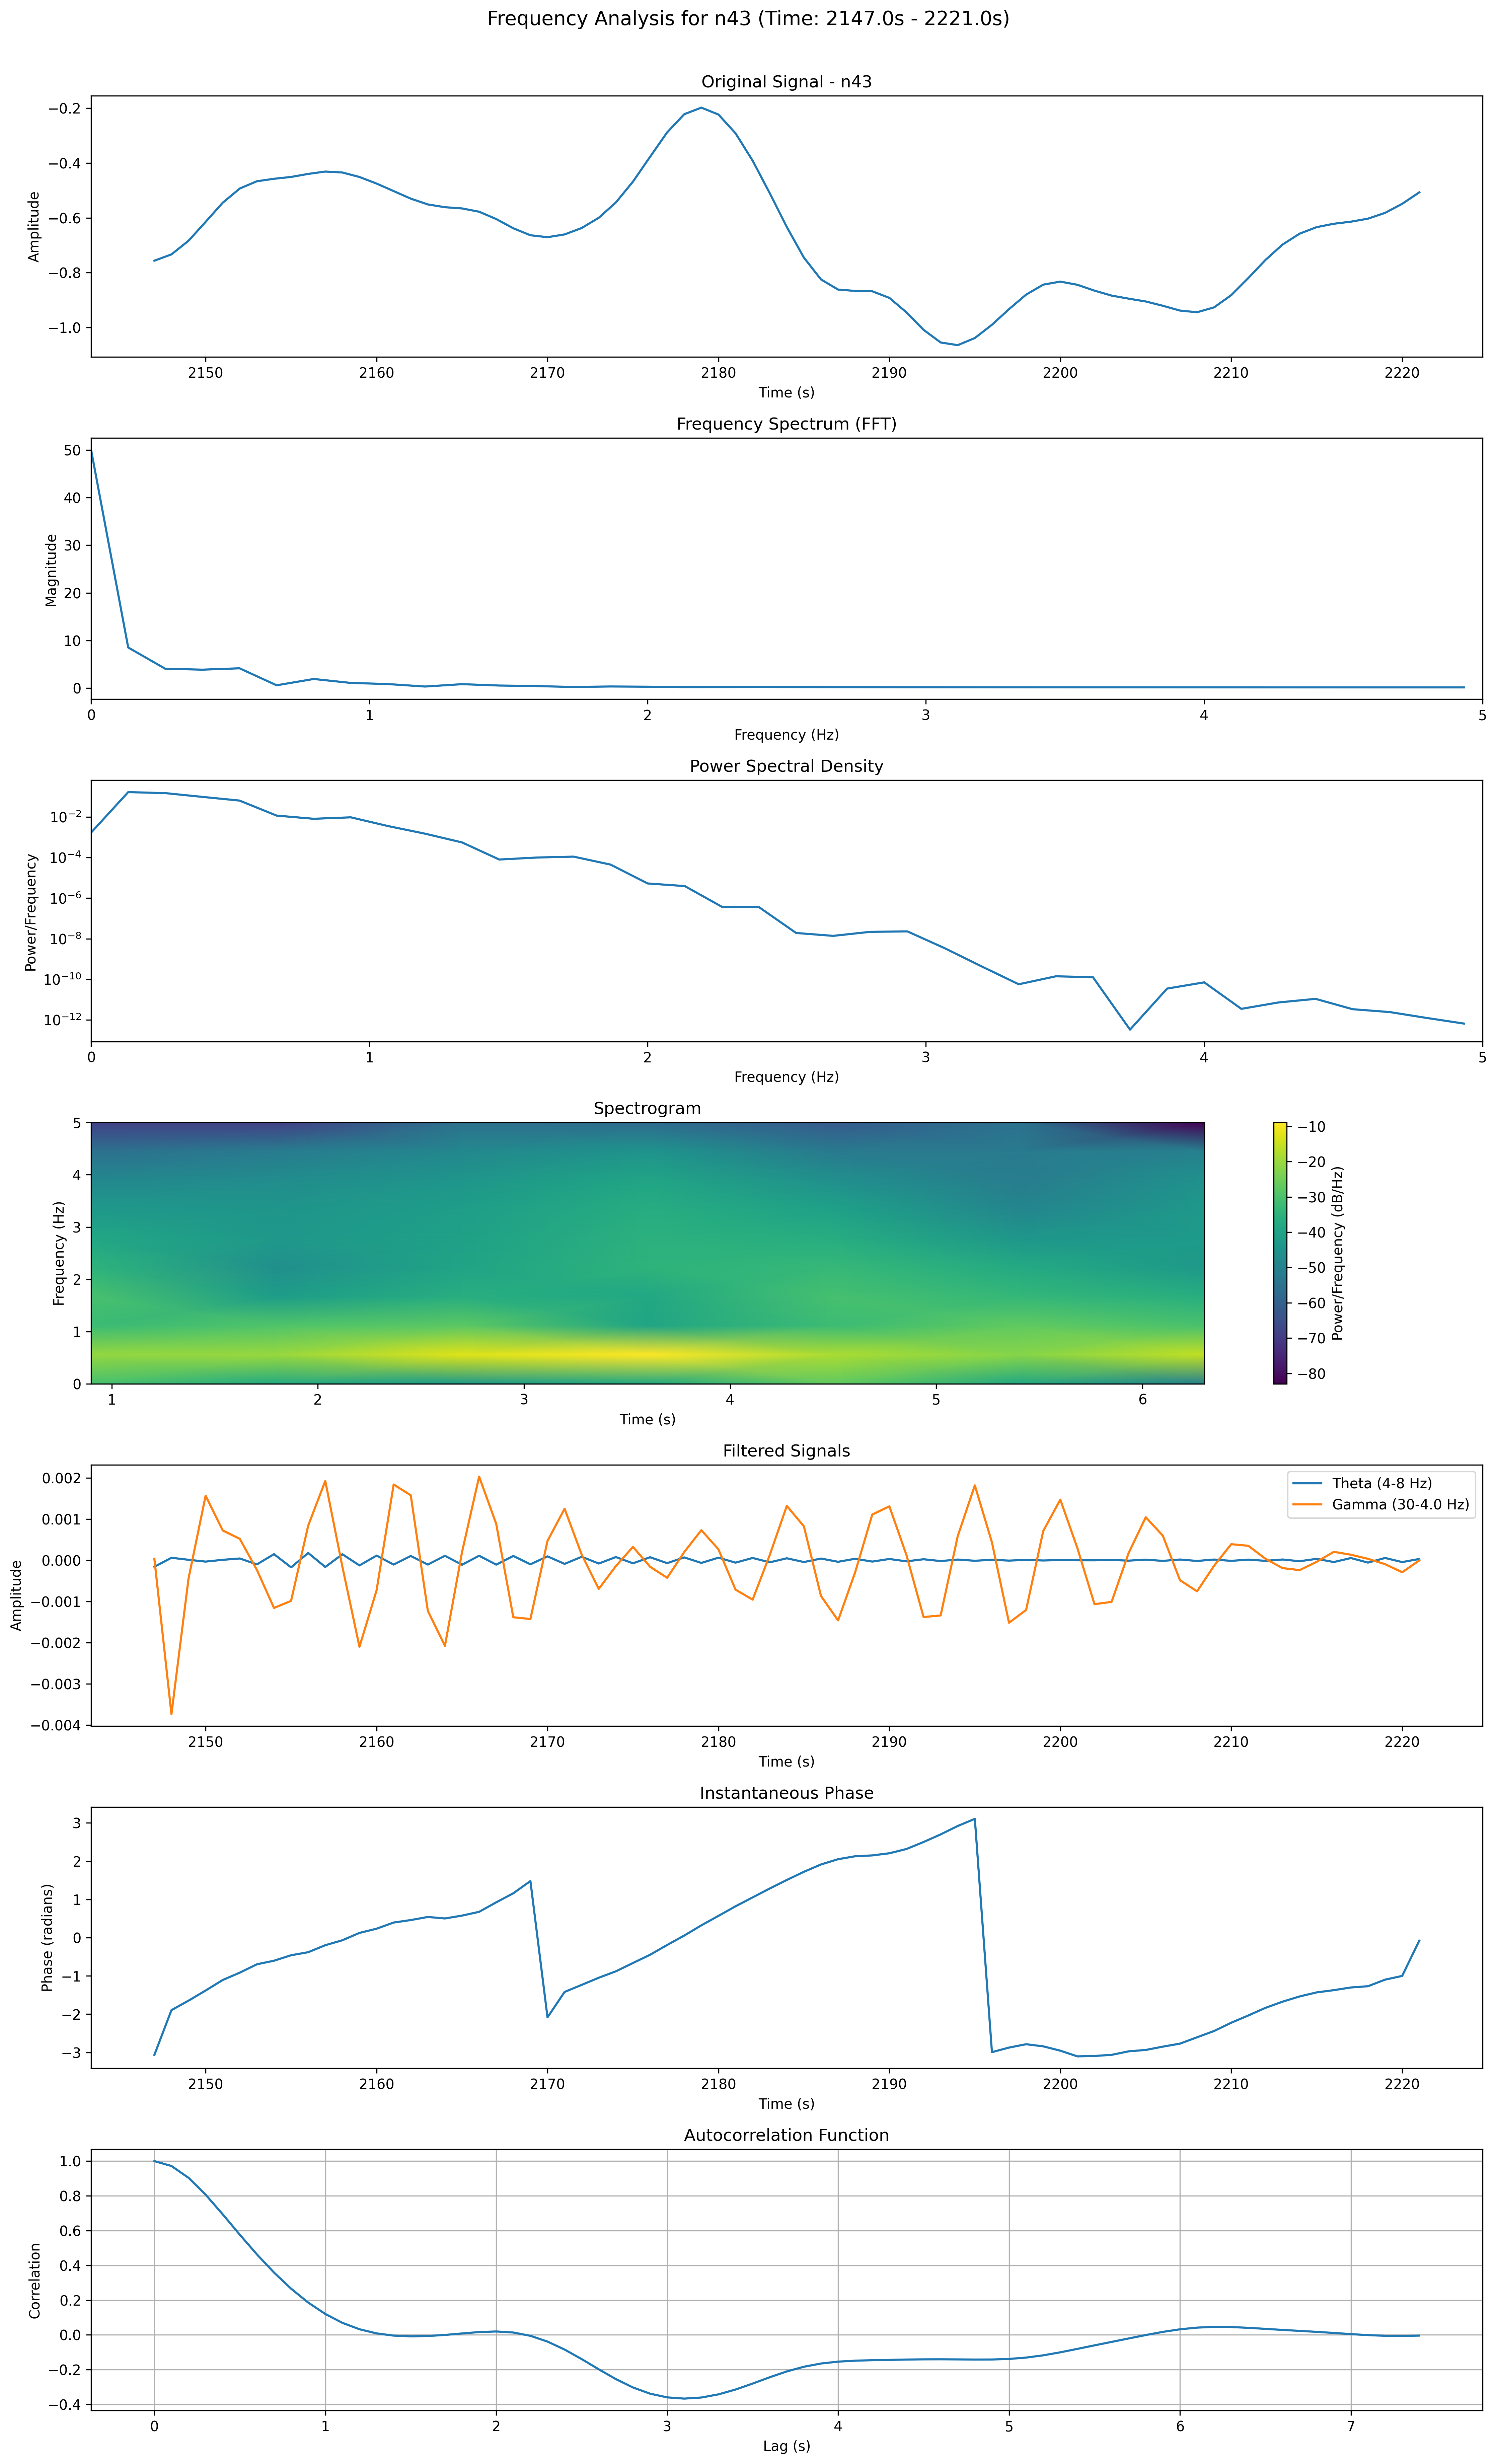 Frequency Analysis for n43 (Time: 2147.0s - 2221.0s)
Original Signal - n43
−0.2
−0.4
−0.6
−0.8
−1.0
Amplitude
2150 2160 2170 2180 2190 2200 2210 2220
Time (s)
Frequency Spectrum (FFT)
50
40
30
20
10
0
Magnitude
0 1 2 3 4 5
Frequency (Hz)
Power Spectral Density
10⁻²
10⁻⁴
10⁻⁶
10⁻⁸
10⁻¹⁰
10⁻¹²
Power/Frequency
0 1 2 3 4 5
Frequency (Hz)
Spectrogram
5
4
3
2
1
0
Frequency (Hz)
1 2 3 4 5 6
Time (s)
−10
−20
−30
−40
−50
−60
−70
−80
Power/Frequency (dB/Hz)
Filtered Signals
0.002
0.001
0.000
−0.001
−0.002
−0.003
−0.004
Amplitude
Theta (4-8 Hz)
Gamma (30-4.0 Hz)
2150 2160 2170 2180 2190 2200 2210 2220
Time (s)
Instantaneous Phase
3
2
1
0
−1
−2
−3
Phase (radians)
2150 2160 2170 2180 2190 2200 2210 2220
Time (s)
Autocorrelation Function
1.0
0.8
0.6
0.4
0.2
0.0
−0.2
−0.4
Correlation
0 1 2 3 4 5 6 7
Lag (s)